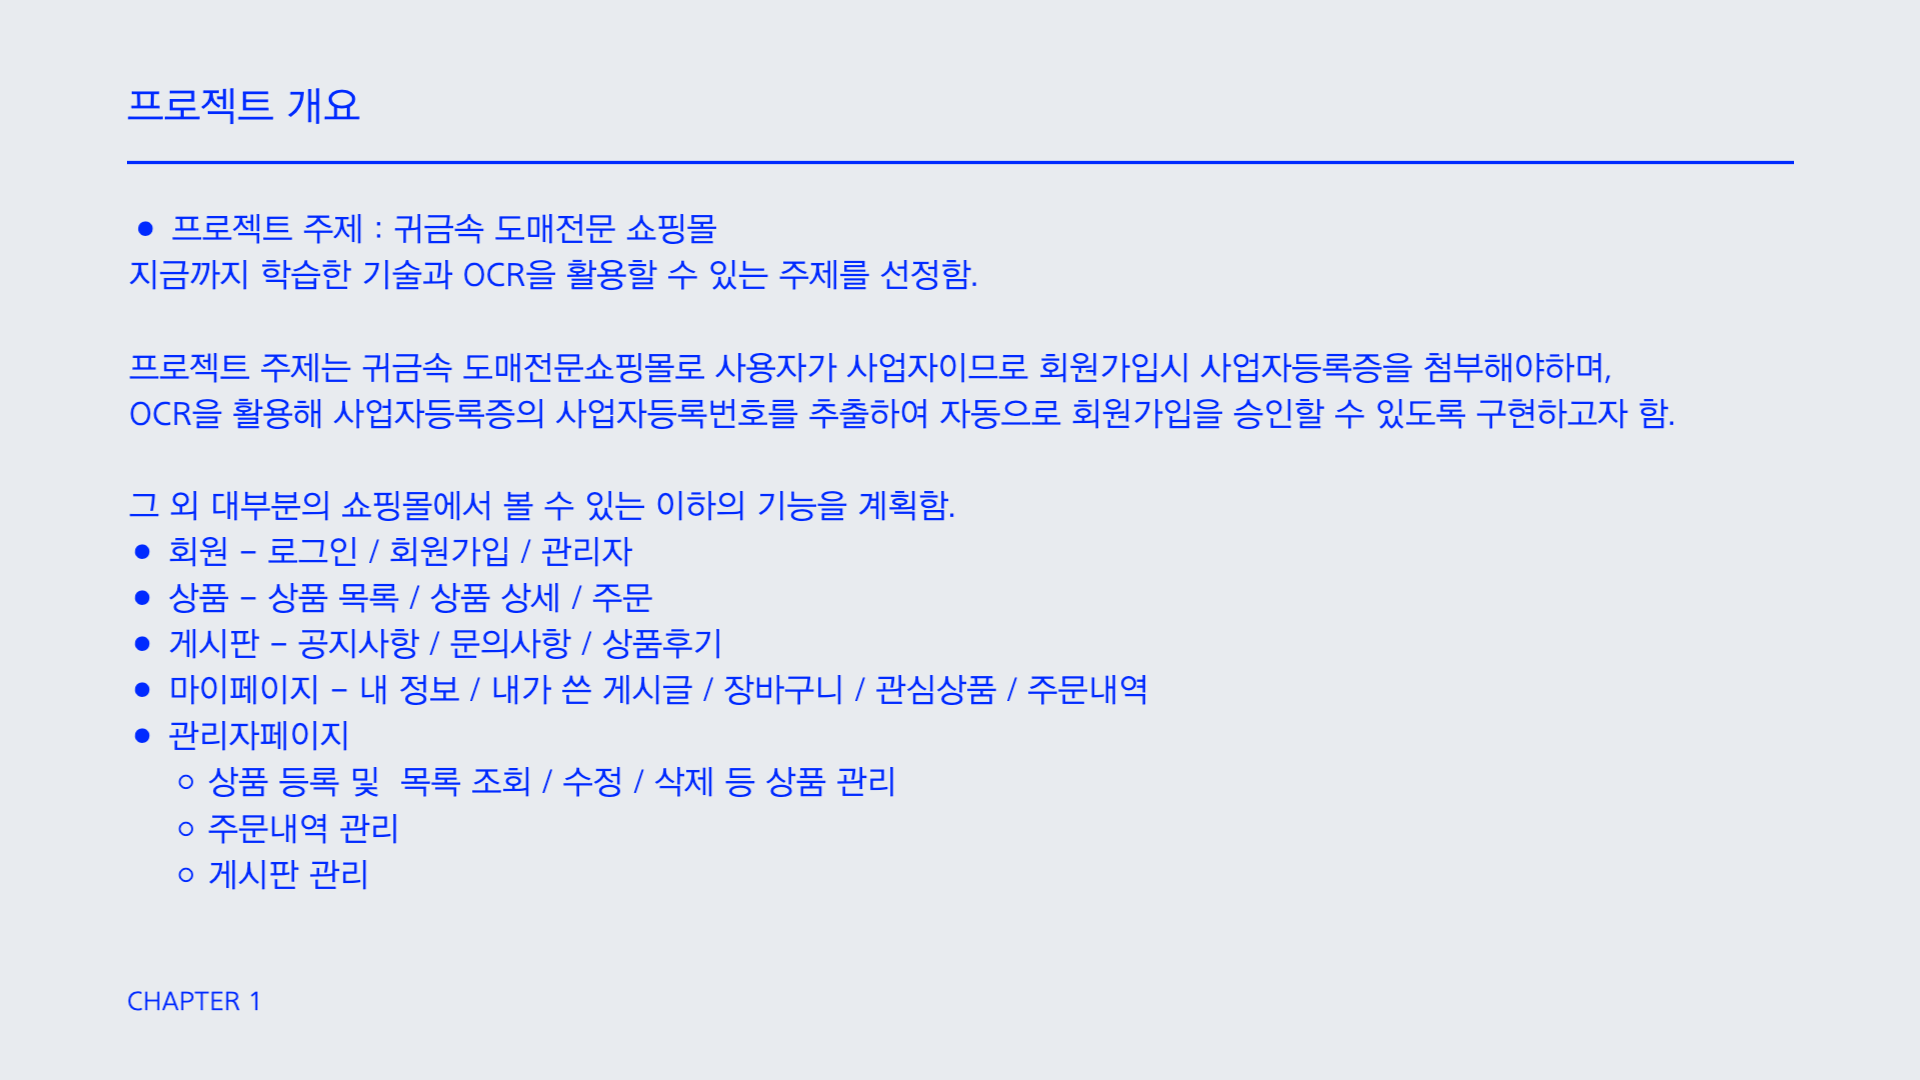 프로젝트 개요
● 프로젝트 주제 : 귀금속 도매전문 쇼핑몰
지금까지 학습한 기술과 OCR을 활용할 수 있는 주제를 선정함.
프로젝트 주제는 귀금속 도매전문쇼핑몰로 사용자가 사업자이므로 회원가입시 사업자등록증을 첨부해야하며,
OCR을 활용해 사업자등록증의 사업자등록번호를 추출하여 자동으로 회원가입을 승인할 수 있도록 구현하고자 함.
그 외 대부분의 쇼핑몰에서 볼 수 있는 이하의 기능을 계획함.
● 회원 – 로그인 / 회원가입 / 관리자
● 상품 – 상품 목록 / 상품 상세 / 주문
● 게시판 – 공지사항 / 문의사항 / 상품후기
● 마이페이지 – 내 정보 / 내가 쓴 게시글 / 장바구니 / 관심상품 / 주문내역
● 관리자페이지
○ 상품 등록 및  목록 조회 / 수정 / 삭제 등 상품 관리
○ 주문내역 관리
○ 게시판 관리
CHAPTER 1